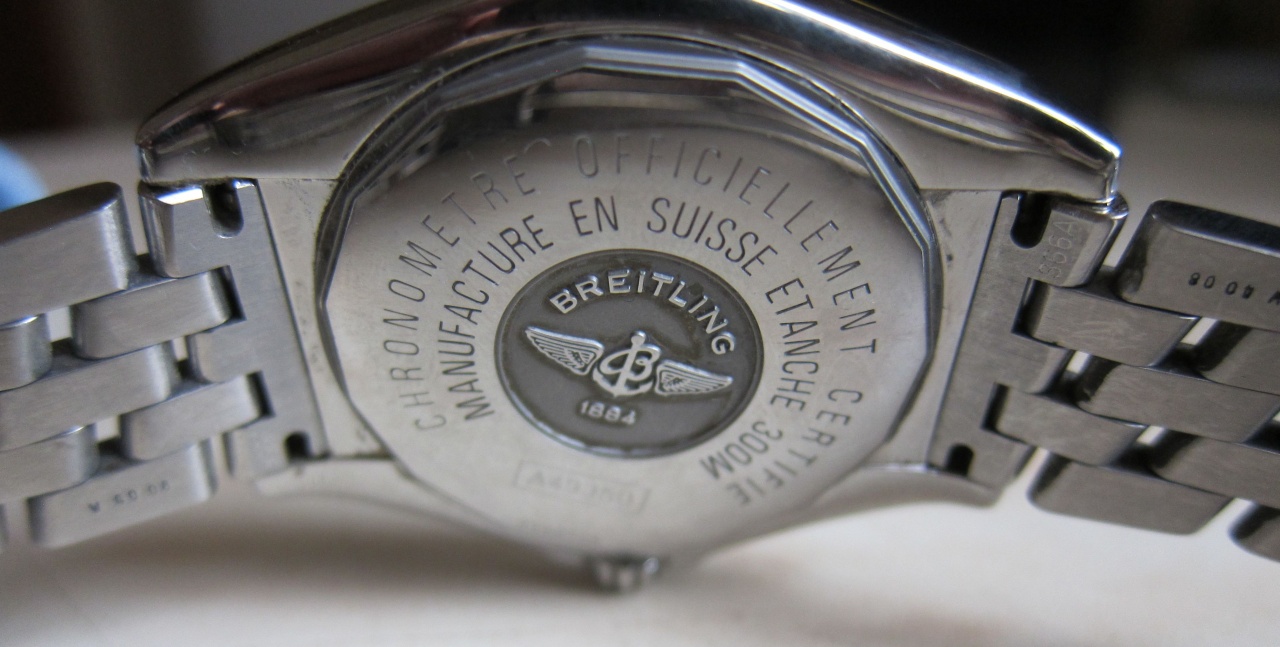 CHRONOMETRE OFFICIELLEMENT CERTIFIE
MANUFACTURE EN SUISSE ETANCHE 300M
BREITLING
B
1884